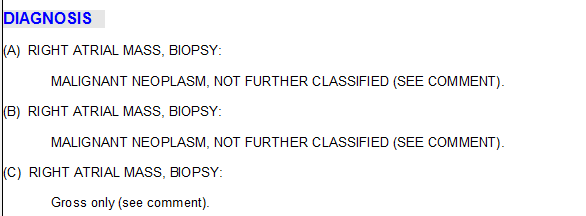 DIAGNOSIS
(A) RIGHT ATRIAL MASS, BIOPSY:
MALIGNANT NEOPLASM, NOT FURTHER CLASSIFIED (SEE COMMENT).
(B) RIGHT ATRIAL MASS, BIOPSY:
MALIGNANT NEOPLASM, NOT FURTHER CLASSIFIED (SEE COMMENT).
(C) RIGHT ATRIAL MASS, BIOPSY:
Gross only (see comment).